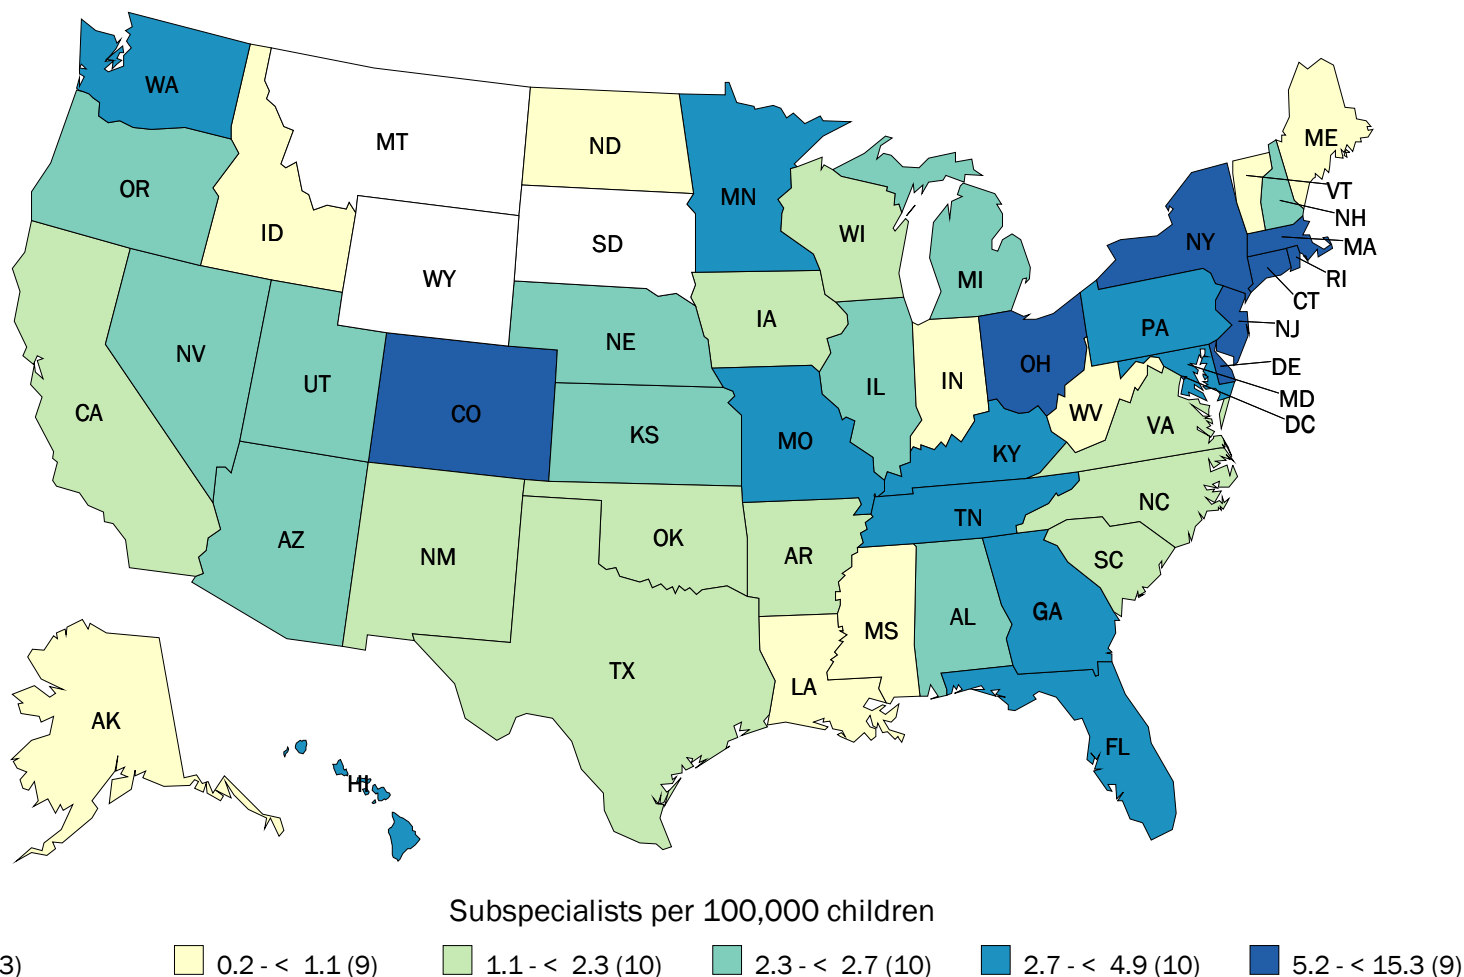 WA
MT
ND
ME
OR
MN
VT
ID
SD
WI
NH
NY
MA
WY
MI
RI
CT
IA
NV
NE
PA
NJ
UT
IL
IN
OH
DE
CA
CO
KS
MO
WV
MD
VA
DC
KY
AZ
NM
OK
AR
TN
NC
SC
TX
LA
MS
AL
GA
AK
HI
FL
Subspecialists per 100,000 children
3) 0.2 - < 1.1 (9) 1.1 - < 2.3 (10) 2.3 - < 2.7 (10) 2.7 - < 4.9 (10) 5.2 - < 15.3 (9)